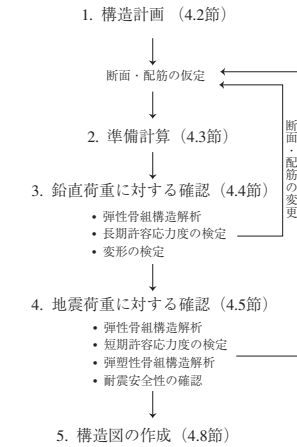 1. 構造計画 (4.2節)
断面・配筋の仮定
2. 準備計算 (4.3節)
3. 鉛直荷重に対する確認 (4.4節)
• 弾性骨組構造解析
• 長期許容応力度の検定
• 変形の検定
断面・配筋の変更
4. 地震荷重に対する確認 (4.5節)
• 弾性骨組構造解析
• 短期許容応力度の検定
• 弾塑性骨組構造解析
• 耐震安全性の確認
5. 構造図の作成 (4.8節)